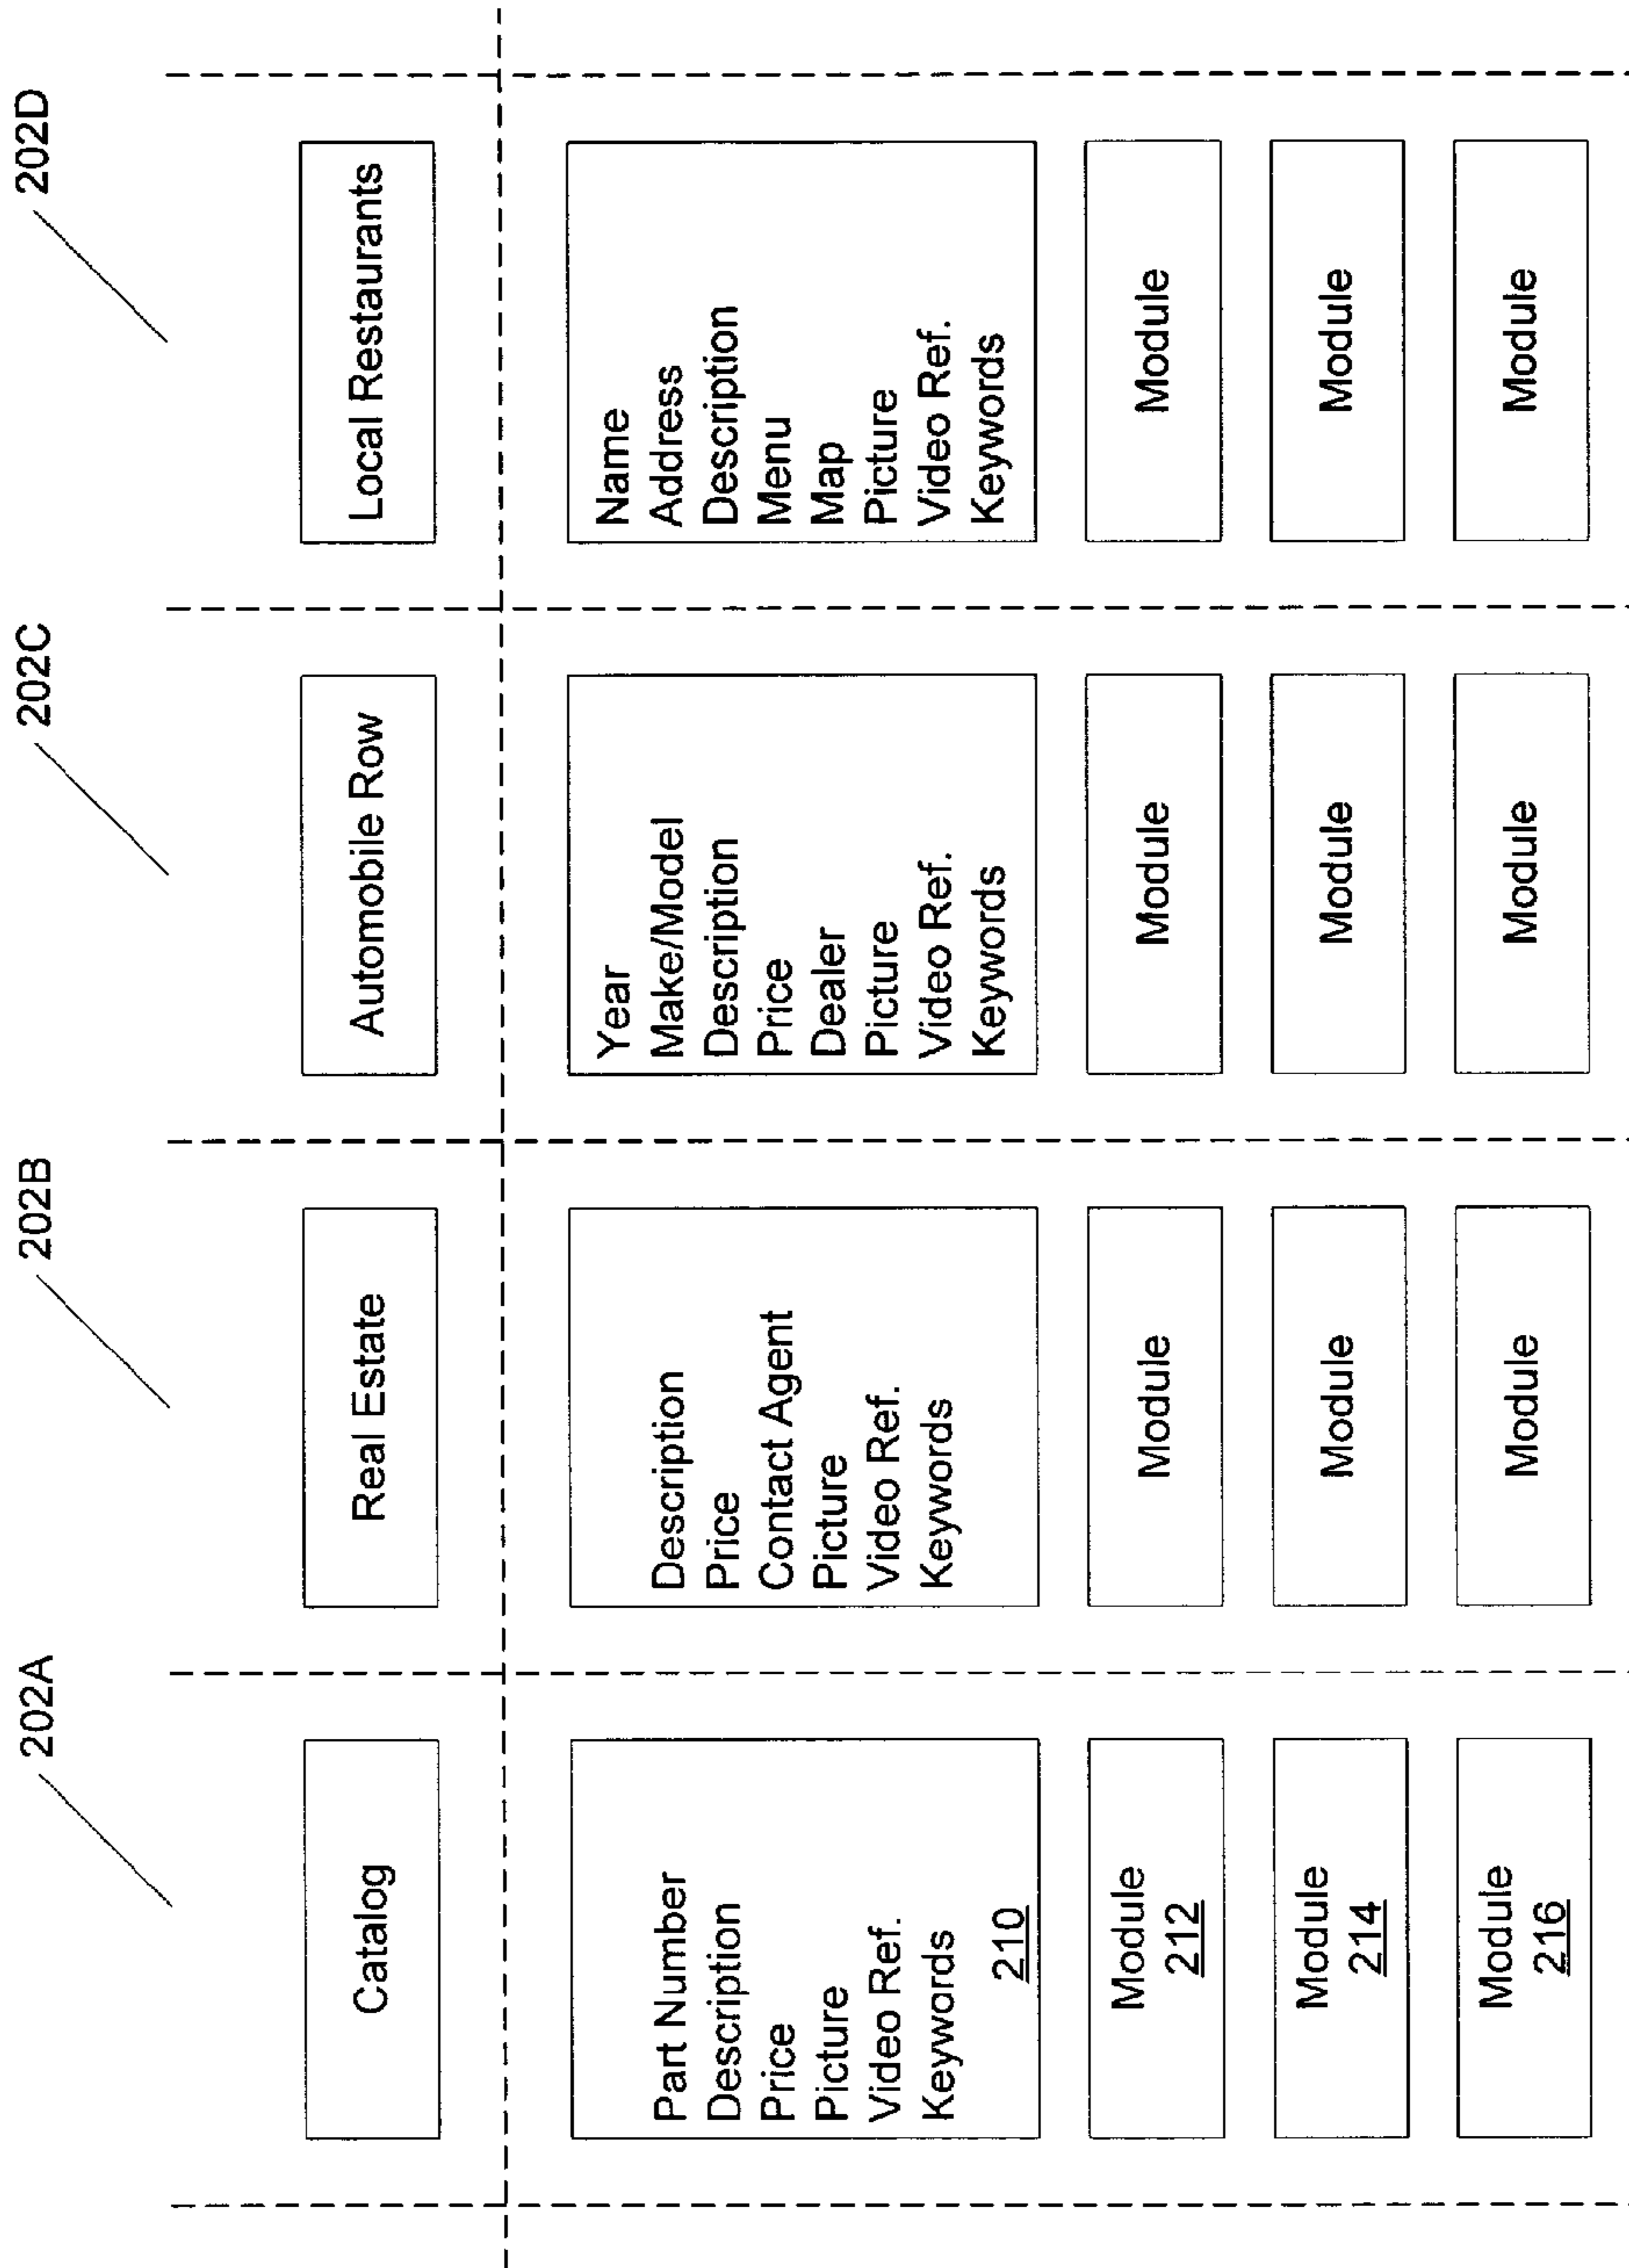 202A
202B
202C
202D
Catalog
Real Estate
Automobile Row
Local Restaurants
Part Number
Description
Price
Picture
Video Ref.
Keywords
210
Description
Price
Contact Agent
Picture
Video Ref.
Keywords
Year
Make/Model
Description
Price
Dealer
Picture
Video Ref.
Keywords
Name
Address
Description
Menu
Map
Picture
Video Ref.
Keywords
Module
212
Module
Module
Module
Module
214
Module
Module
Module
Module
216
Module
Module
Module